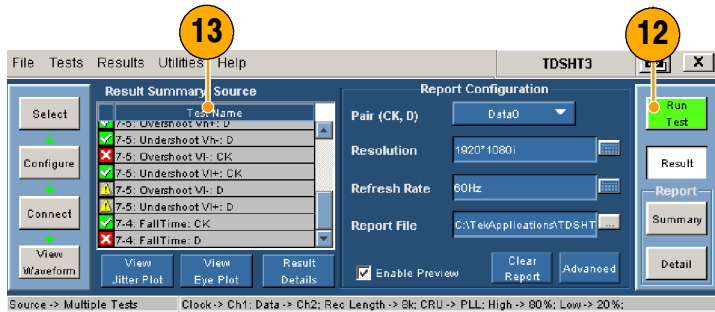 13
12
File Tests Results Utilities Help TDSHT3 X
Result Summary Source
Test Name
7-5: Overshoot Vh+: D
7-5: Undershoot Vh-: D
7-5: Overshoot Vl-: CK
7-5: Undershoot Vl+: CK
7-5: Overshoot Vl-: D
7-5: Undershoot Vl+: D
7-4: FallTime: CK
7-4: FallTime: D
View Jitter Plot
View Eye Plot
Result Details
Select
Configure
Connect
View Waveform
Report Configuration
Pair (CK, D) Data0
Resolution 1920*1080i
Refresh Rate 60Hz
Report File C:\TekApplications\TDSHT ...
Enable Preview
Clear Report
Advanced
Run Test
Result
Report
Summary
Detail
Source -> Multiple Tests Clock -> Ch1: Data -> Ch2: Rec Length -> 8k; CRU -> PLL; High -> 80%; Low -> 20%;